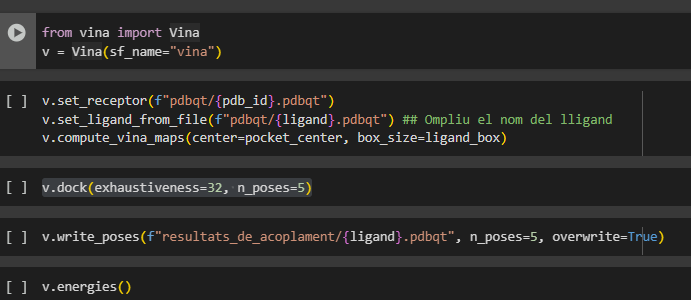 from vina import Vina
v = Vina(sf_name="vina")
[ ] v.set_receptor(f"pdbqt/{pdb_id}.pdbqt")
v.set_ligand_from_file(f"pdbqt/{ligand}.pdbqt") ## Ompliu el nom del lligand
v.compute_vina_maps(center=pocket_center, box_size=ligand_box)
[ ] v.dock(exhaustiveness=32, n_poses=5)
[ ] v.write_poses(f"resultats_de_acoplament/{ligand}.pdbqt", n_poses=5, overwrite=True)
[ ] v.energies()